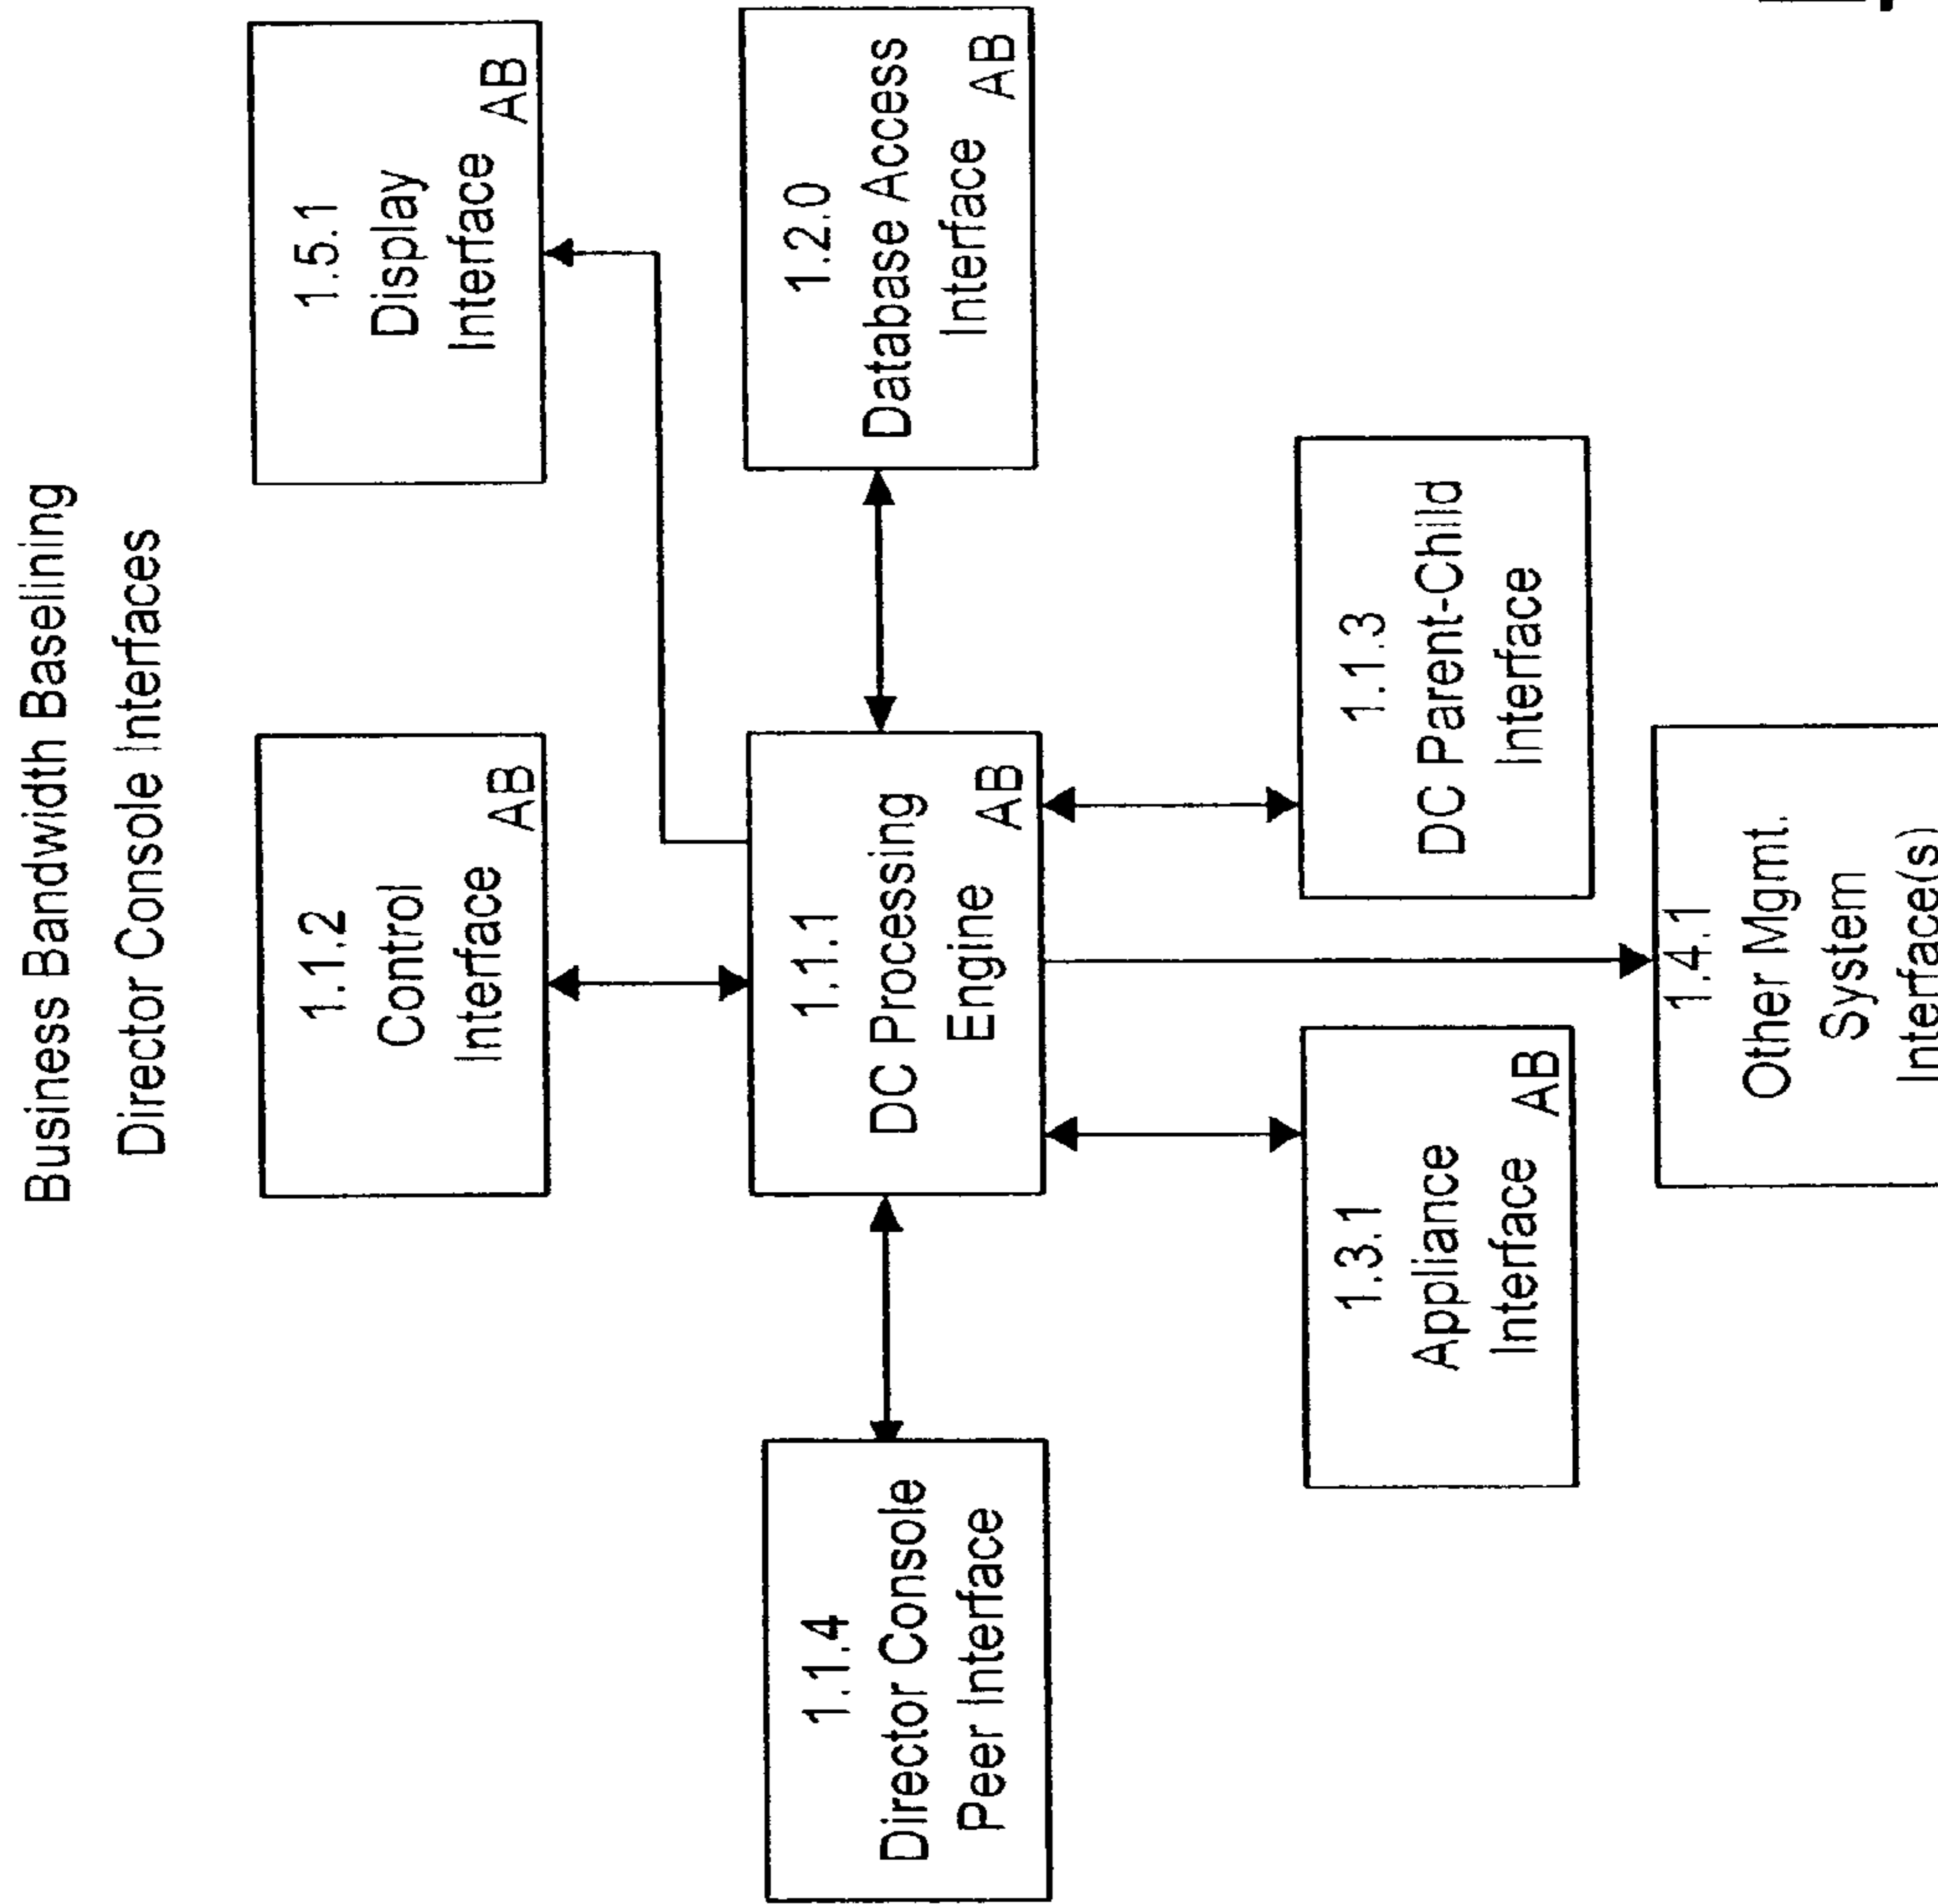 Business Bandwidth Baselining
Director Console Interfaces
1.1.2
Control
Interface
AB
1.5.1
Display
Interface
AB
1.1.4
Director Console
Peer Interface
1.1.1
DC Processing
Engine
AB
1.2.0
Database Access
Interface
AB
1.3.1
Appliance
Interface
AB
1.1.3
DC Parent-Child
Interface
1.4.1
Other Mgmt.
System
Interface(s)